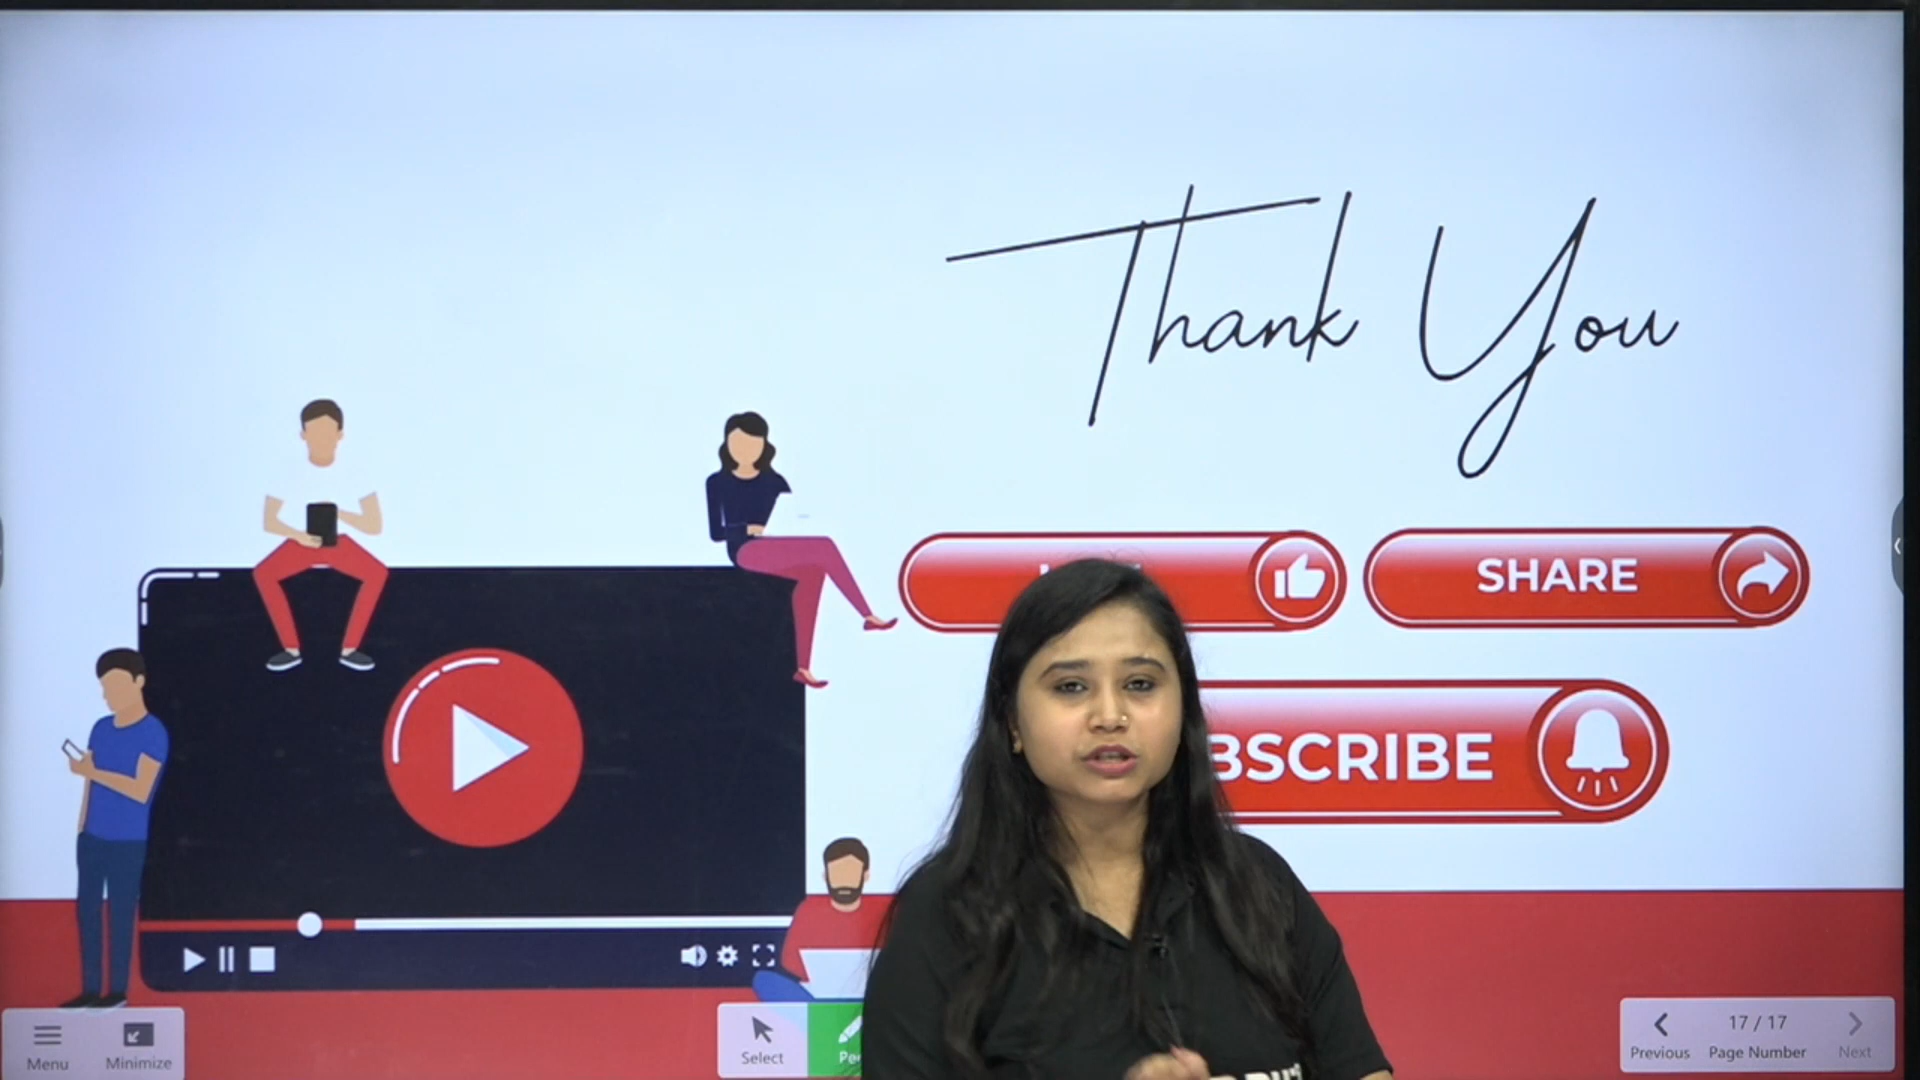 Thank You
SHARE
BSCRIBE
Menu
Minimize
Select
Previous
17 / 17
Page Number
Next